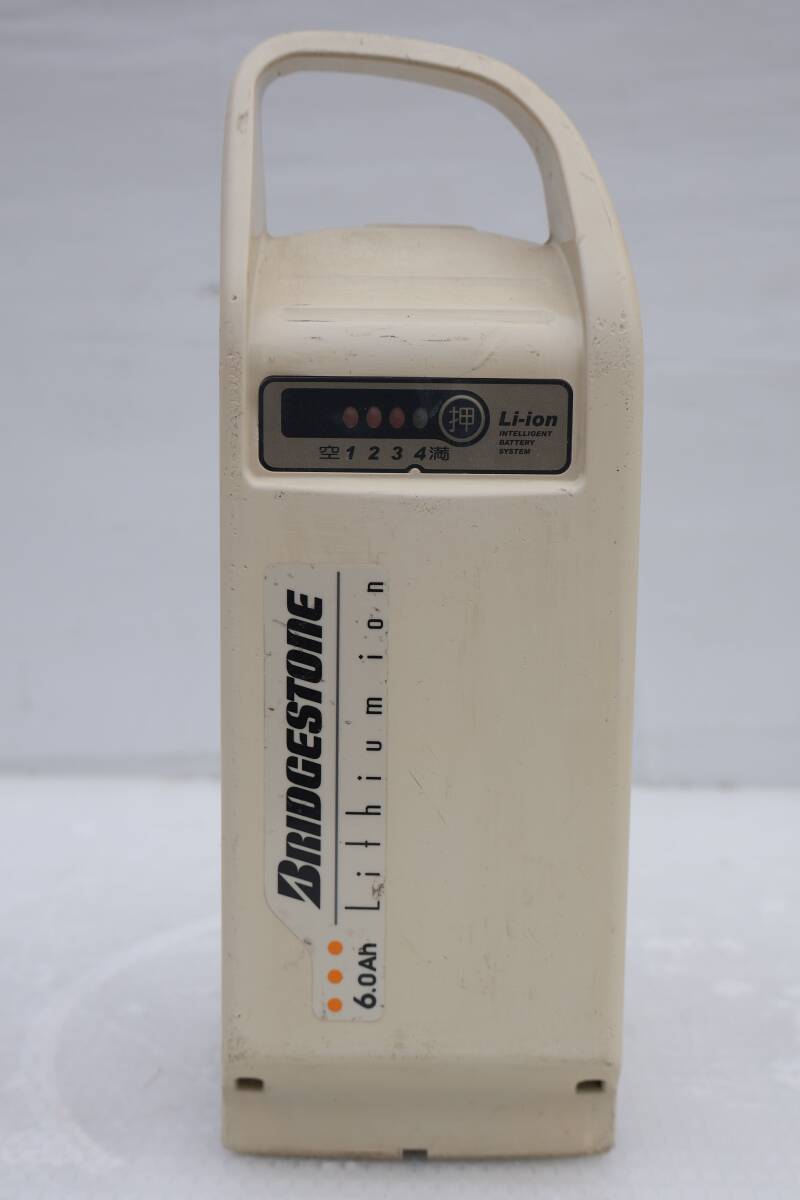 押
Li-ion
INTELLIGENT
BATTERY
SYSTEM
空 1 2 3 4 満
BRIDGESTONE
Lithium ion
6.0Ah